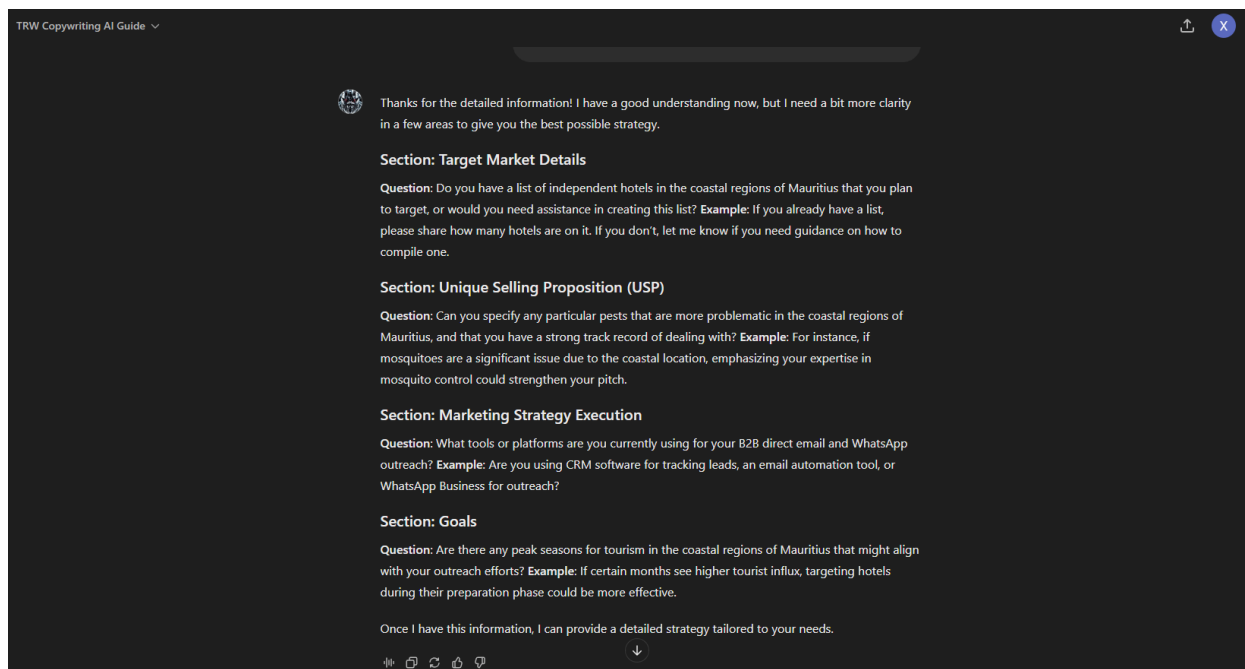 TRW Copywriting AI Guide
X
Thanks for the detailed information! I have a good understanding now, but I need a bit more clarity
in a few areas to give you the best possible strategy.
Section: Target Market Details
Question: Do you have a list of independent hotels in the coastal regions of Mauritius that you plan
to target, or would you need assistance in creating this list? Example: If you already have a list,
please share how many hotels are on it. If you don't, let me know if you need guidance on how to
compile one.
Section: Unique Selling Proposition (USP)
Question: Can you specify any particular pests that are more problematic in the coastal regions of
Mauritius, and that you have a strong track record of dealing with? Example: For instance, if
mosquitoes are a significant issue due to the coastal location, emphasizing your expertise in
mosquito control could strengthen your pitch.
Section: Marketing Strategy Execution
Question: What tools or platforms are you currently using for your B2B direct email and WhatsApp
outreach? Example: Are you using CRM software for tracking leads, an email automation tool, or
WhatsApp Business for outreach?
Section: Goals
Question: Are there any peak seasons for tourism in the coastal regions of Mauritius that might align
with your outreach efforts? Example: If certain months see higher tourist influx, targeting hotels
during their preparation phase could be more effective.
Once I have this information, I can provide a detailed strategy tailored to your needs.